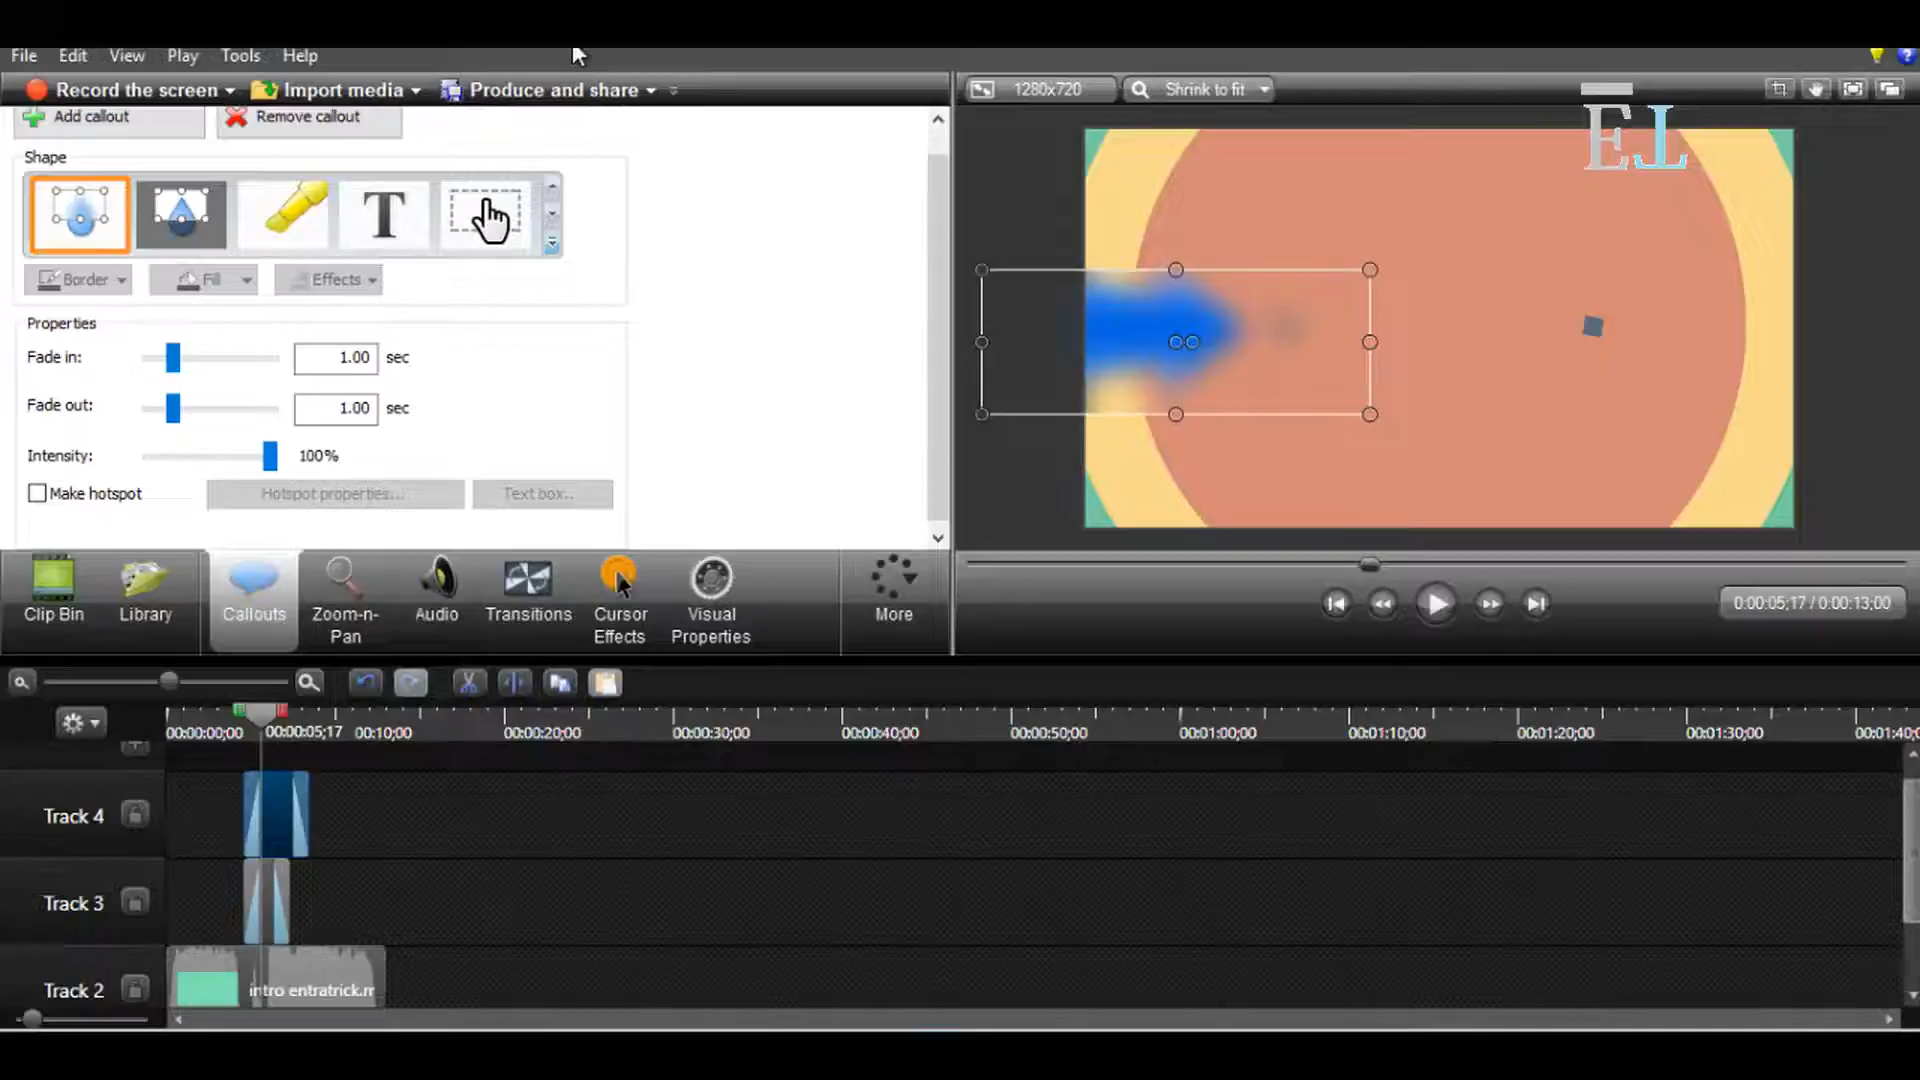 File Edit View Play Tools Help
Record the screen Import media Produce and share 1280x720 Shrink to fit
Add callout Remove callout
ET
Shape
T
Border Fill Effects
Properties
Fade in: 1.00 sec
Fade out: 1.00 sec
Intensity: 100%
Make hotspot Hotspot properties... Text box...
Clip Bin Library Callouts Zoom-n-Pan Audio Transitions Cursor Effects Visual Properties More
0:00:05;17 / 0:00:13;00
00:00:00;00 00:00:05;17 00:10;00 00:00:20;00 00:00:30;00 00:00:40;00 00:00:50;00 00:01:00;00 00:01:10;00 00:01:20;00 00:01:30;00 00:01:40;0
Track 4
Track 3
Track 2 intro entratrick.m